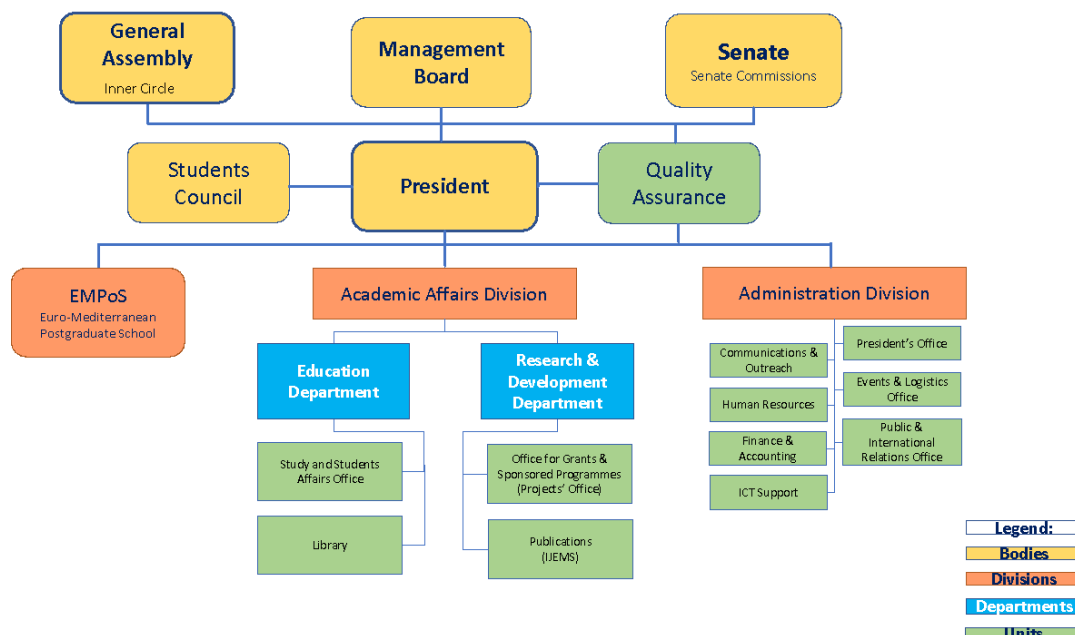 General
Assembly
Inner Circle
Management
Board
Senate
Senate Commissions
Students
Council
President
Quality
Assurance
EMPoS
Euro-Mediterranean
Postgraduate School
Academic Affairs Division
Administration Division
Education
Department
Research &
Development
Department
Study and Students
Affairs Office
Library
Office for Grants &
Sponsored Programmes
(Projects' Office)
Publications
(IJEMS)
Communications &
Outreach
Human Resources
Finance &
Accounting
ICT Support
President's Office
Events & Logistics
Office
Public &
International
Relations Office
Legend:
Bodies
Divisions
Departments
Units